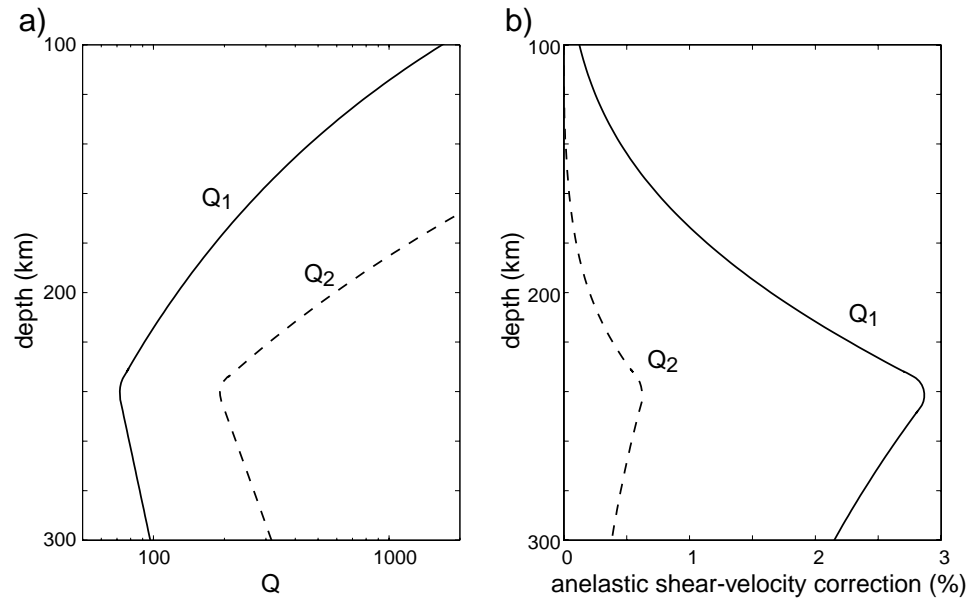 a)
100
200
300
depth (km)
Q1
Q2
100
1000
Q
b)
100
200
300
depth (km)
Q1
Q2
0
1
2
3
anelastic shear-velocity correction (%)